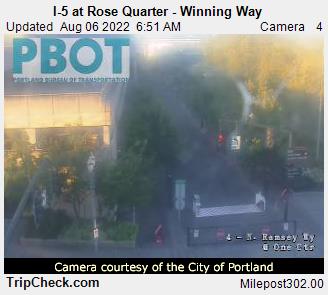 I-5 at Rose Quarter - Winning Way
Updated Aug 06 2022 6:51 AM Camera 4
PBOT
PORTLAND BUREAU OF TRANSPORTATION
4 - N. Ramsey Wy
@ One Ctr
Camera courtesy of the City of Portland
TripCheck.com Milepost302.00